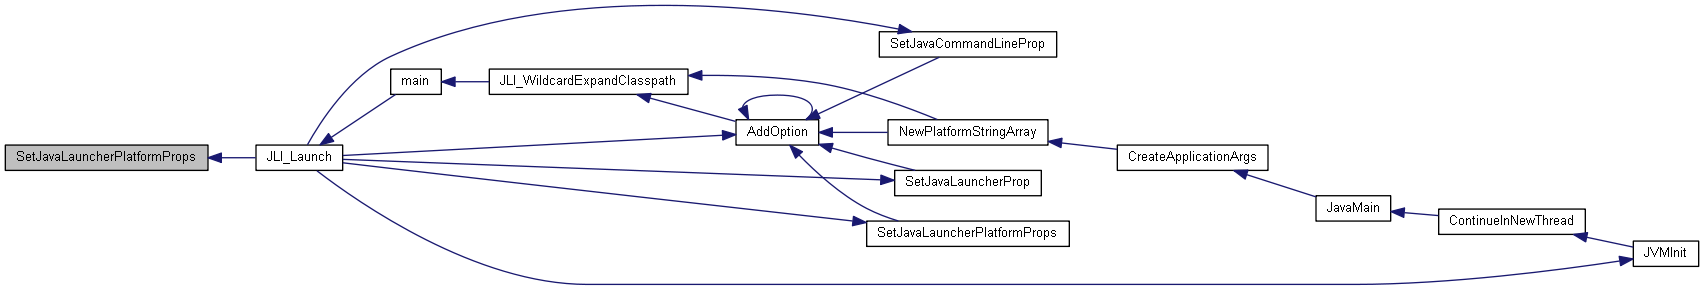 SetJavaLauncherPlatformProps
JLI_Launch
main
JLI_WildcardExpandClasspath
AddOption
SetJavaCommandLineProp
NewPlatformStringArray
SetJavaLauncherProp
SetJavaLauncherPlatformProps
CreateApplicationArgs
JavaMain
ContinueInNewThread
JVMInit